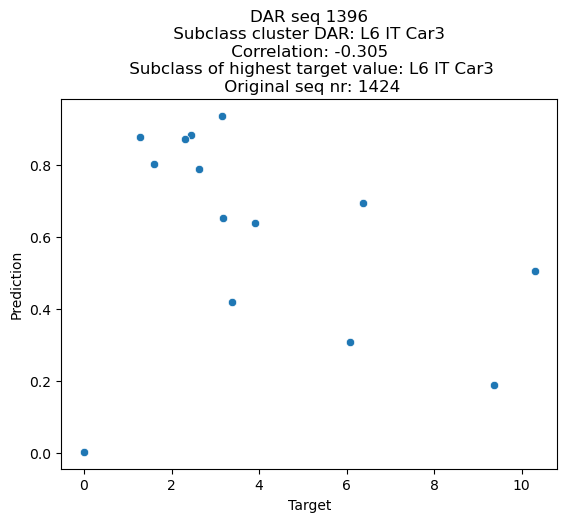 DAR seq 1396
Subclass cluster DAR: L6 IT Car3
Correlation: -0.305
Subclass of highest target value: L6 IT Car3
Original seq nr: 1424
0.8
0.6
0.4
0.2
0.0
Prediction
0 2 4 6 8 10
Target